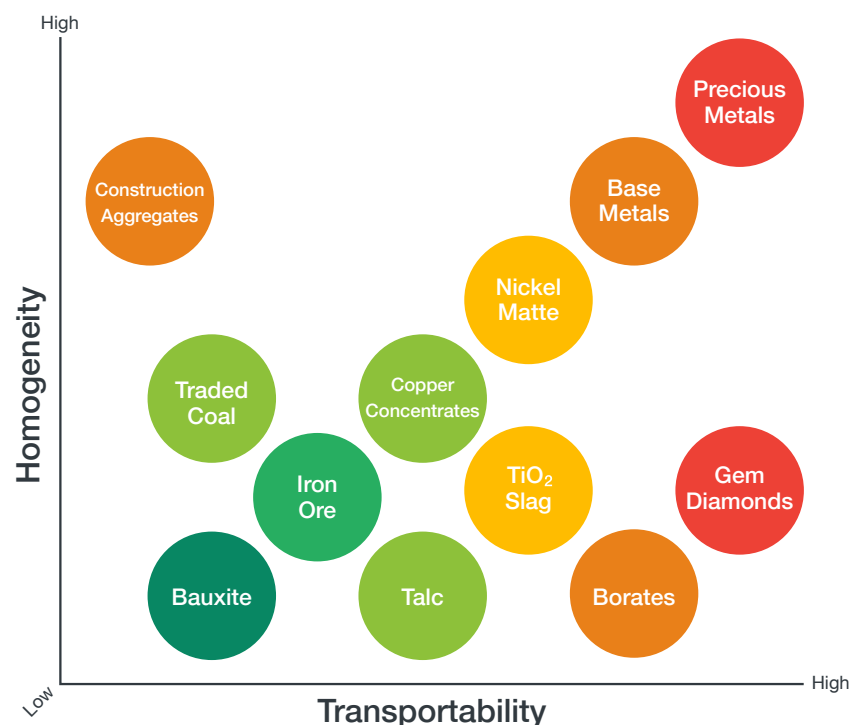 High
Precious
Metals
Construction
Aggregates
Base
Metals
Nickel
Matte
Homogeneity
Traded
Coal
Copper
Concentrates
Iron
Ore
TiO₂
Slag
Gem
Diamonds
Bauxite
Talc
Borates
Low
High
Transportability